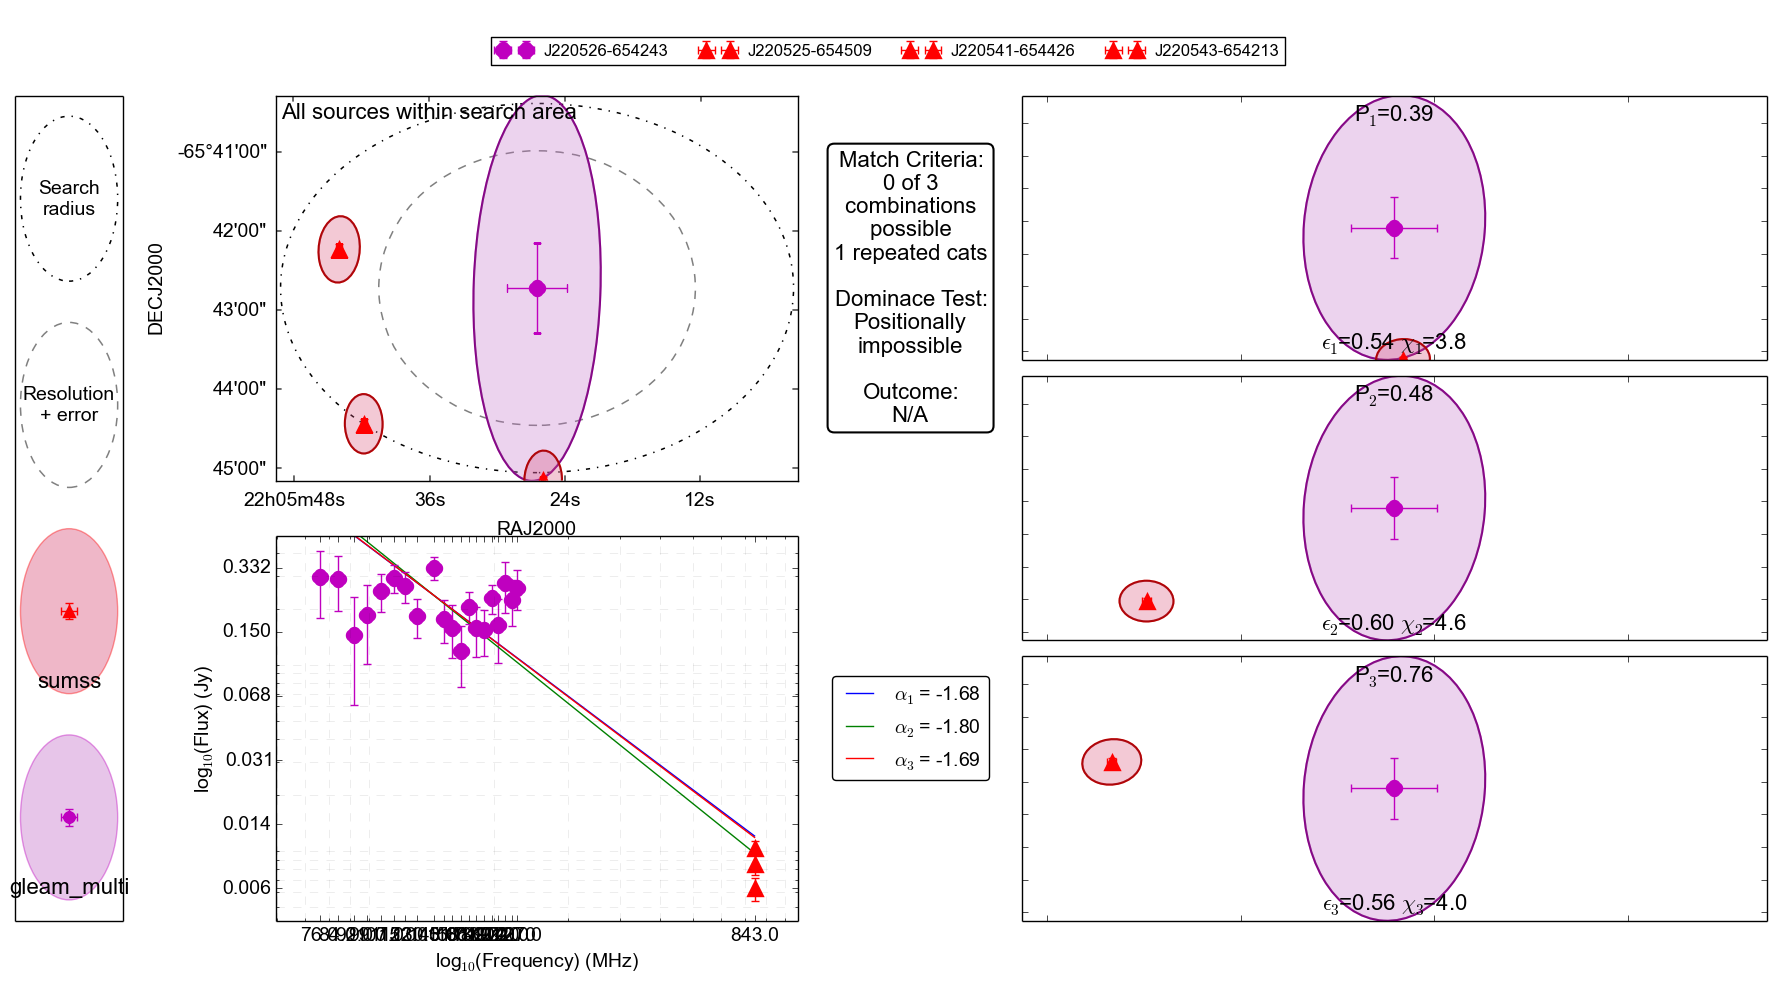 J220526-654243 J220525-654509 J220541-654426 J220543-654213
Search
radius
Resolution
+ error
sumss
gleam_multi
All sources within search area
DECJ2000
-65°41'00"
42'00"
43'00"
44'00"
45'00"
22h05m48s 36s 24s 12s
RAJ2000
log10(Flux) (Jy)
0.332
0.150
0.068
0.031
0.014
0.006
843.0
log10(Frequency) (MHz)
Match Criteria:
0 of 3
combinations
possible
1 repeated cats
Dominace Test:
Positionally
impossible
Outcome:
N/A
α1 = -1.68
α2 = -1.80
α3 = -1.69
P1=0.39
ϵ1=0.54 χ1=3.8
P2=0.48
ϵ2=0.60 χ2=4.6
P3=0.76
ϵ3=0.56 χ3=4.0